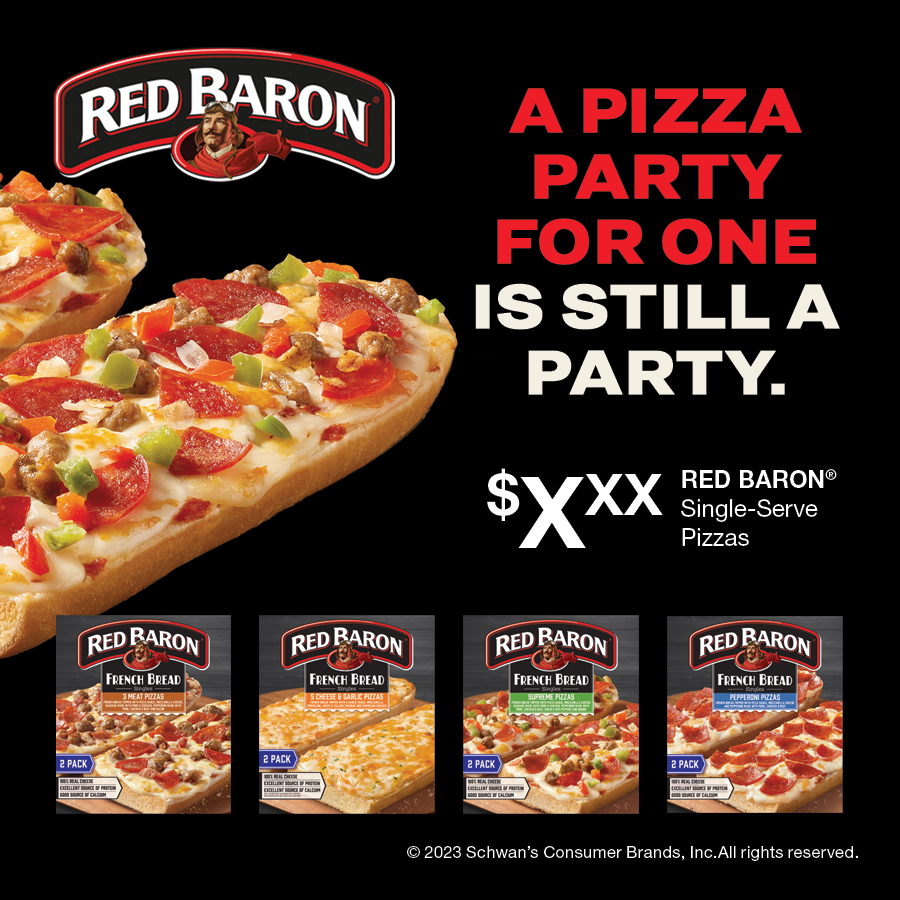 RED BARON®
A PIZZA
PARTY
FOR ONE
IS STILL A
PARTY.
$XXX
RED BARON®
Single-Serve
Pizzas
RED BARON
FRENCH BREAD
Singles
3 MEAT PIZZAS
2 PACK
100% REAL CHEESE
EXCELLENT SOURCE OF PROTEIN
GOOD SOURCE OF CALCIUM
RED BARON
FRENCH BREAD
Singles
5 CHEESE & GARLIC PIZZAS
2 PACK
100% REAL CHEESE
EXCELLENT SOURCE OF PROTEIN
EXCELLENT SOURCE OF CALCIUM
RED BARON
FRENCH BREAD
Singles
SUPREME PIZZAS
2 PACK
100% REAL CHEESE
EXCELLENT SOURCE OF PROTEIN
GOOD SOURCE OF CALCIUM
RED BARON
FRENCH BREAD
Singles
PEPPERONI PIZZAS
2 PACK
100% REAL CHEESE
EXCELLENT SOURCE OF PROTEIN
GOOD SOURCE OF CALCIUM
© 2023 Schwan's Consumer Brands, Inc.All rights reserved.